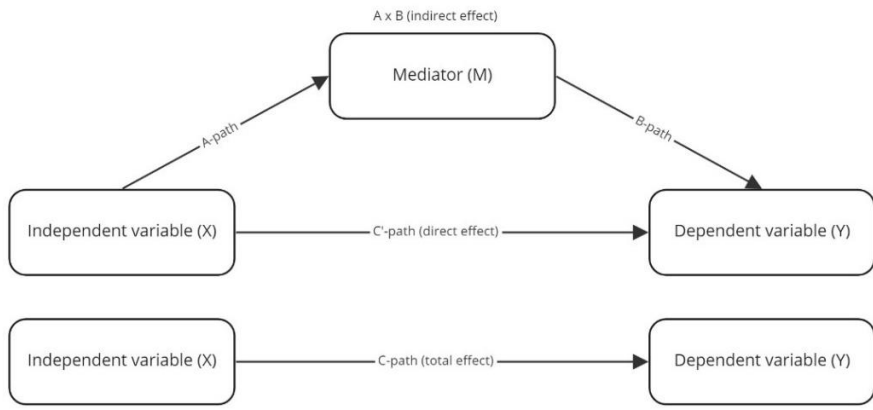 A x B (indirect effect)
Mediator (M)
A-path
B-path
Independent variable (X)
C'-path (direct effect)
Dependent variable (Y)
Independent variable (X)
C-path (total effect)
Dependent variable (Y)